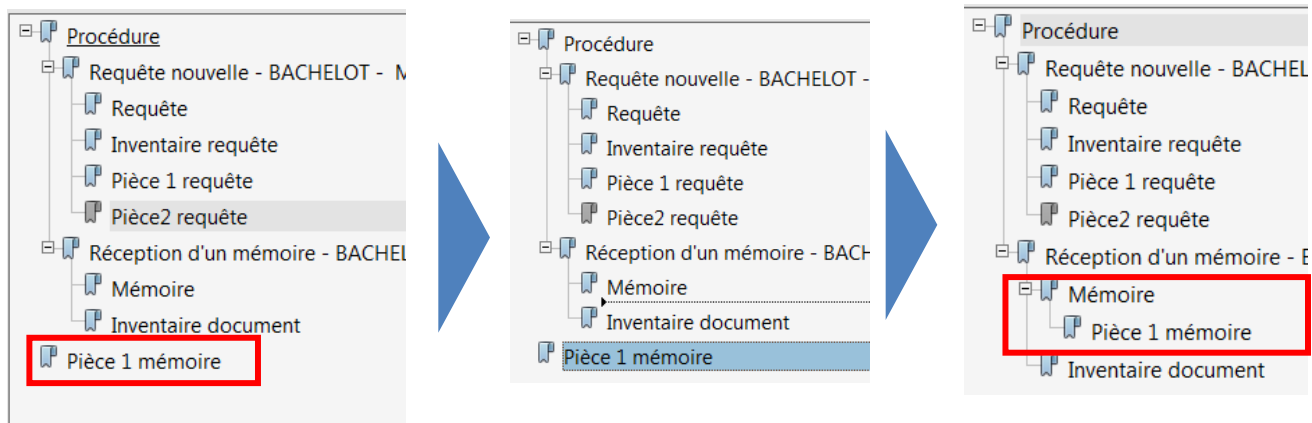 Procédure
Requête nouvelle - BACHELOT - M
Requête
Inventaire requête
Pièce 1 requête
Pièce2 requête
Réception d'un mémoire - BACHEL
Mémoire
Inventaire document
Pièce 1 mémoire
Procédure
Requête nouvelle - BACHELOT -
Requête
Inventaire requête
Pièce 1 requête
Pièce2 requête
Réception d'un mémoire - BACH
Mémoire
Inventaire document
Pièce 1 mémoire
Procédure
Requête nouvelle - BACHEL
Requête
Inventaire requête
Pièce 1 requête
Pièce2 requête
Réception d'un mémoire -
Mémoire
Pièce 1 mémoire
Inventaire document